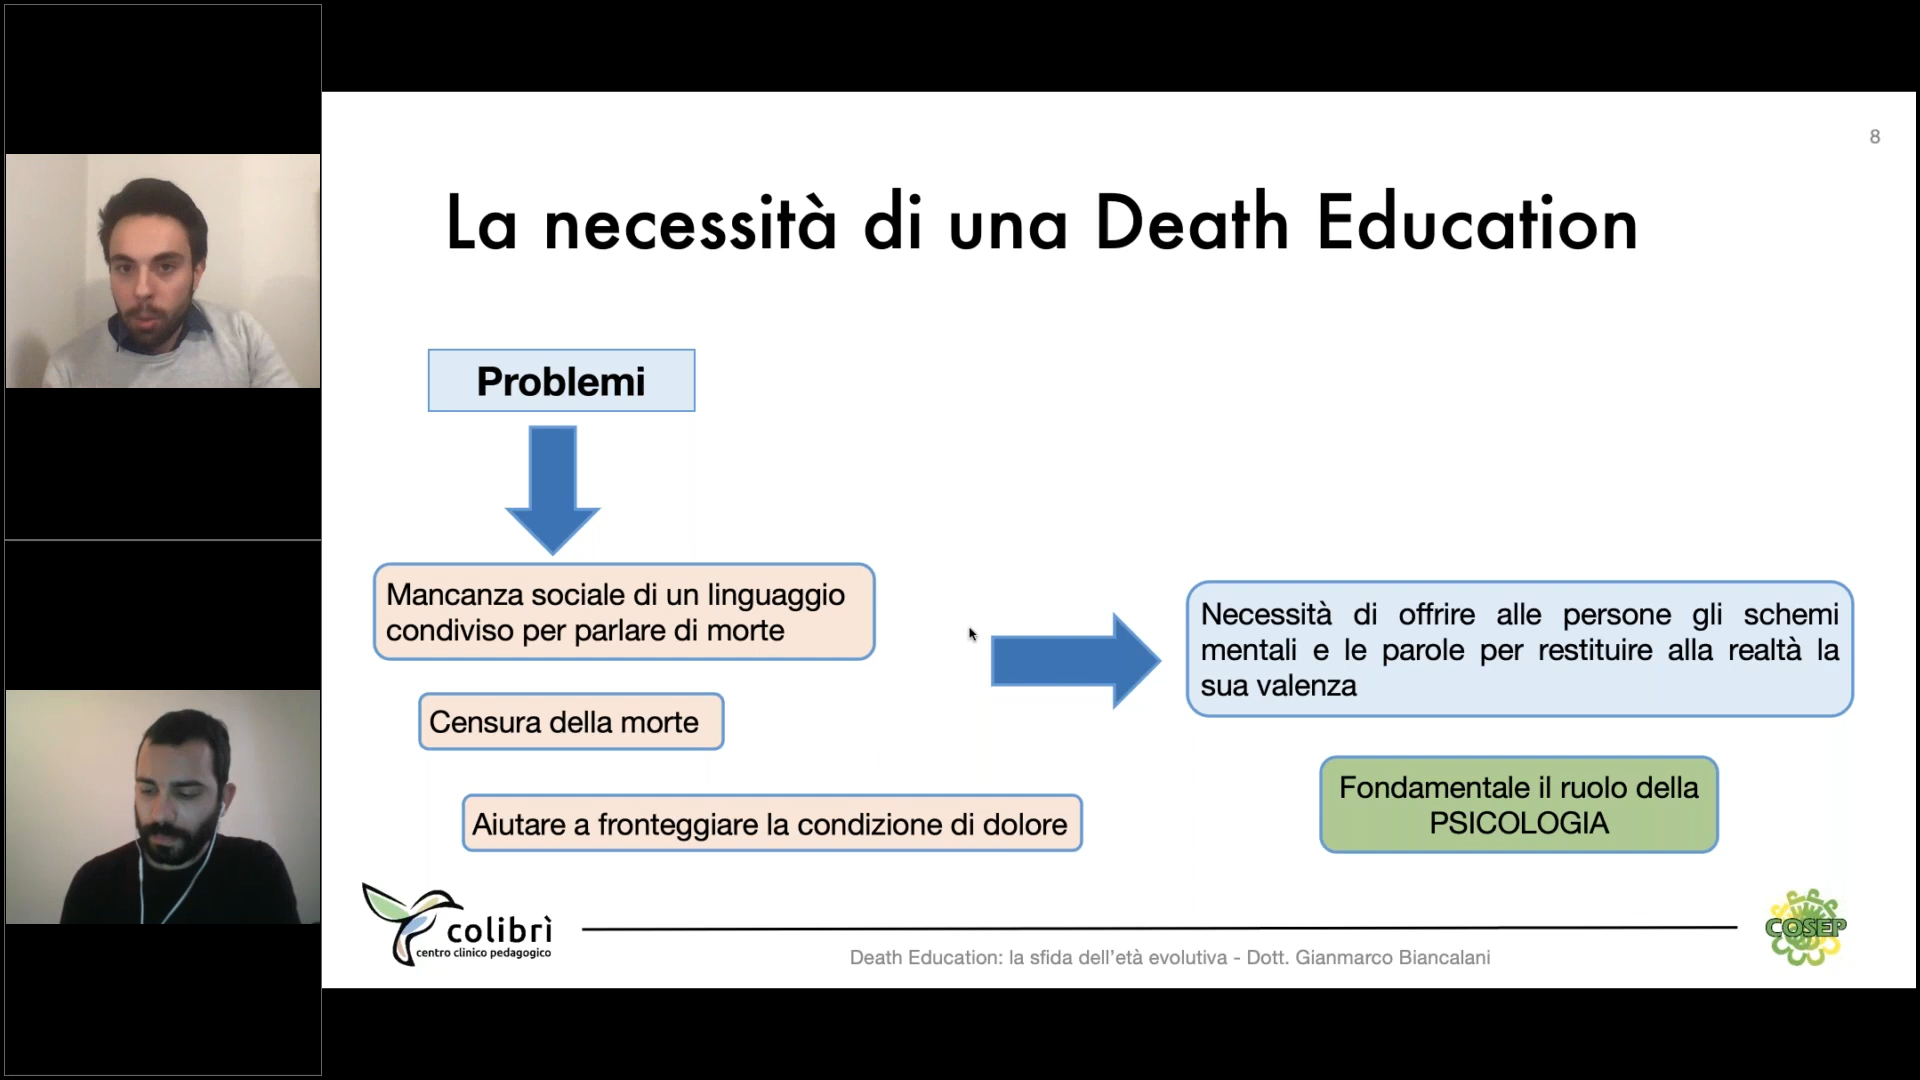 8
La necessità di una Death Education
Problemi
Mancanza sociale di un linguaggio
condiviso per parlare di morte
Censura della morte
Aiutare a fronteggiare la condizione di dolore
Necessità di offrire alle persone gli schemi
mentali e le parole per restituire alla realtà la
sua valenza
Fondamentale il ruolo della
PSICOLOGIA
colibrì
centro clinico pedagogico
Death Education: la sfida dell'età evolutiva - Dott. Gianmarco Biancalani
COSEP